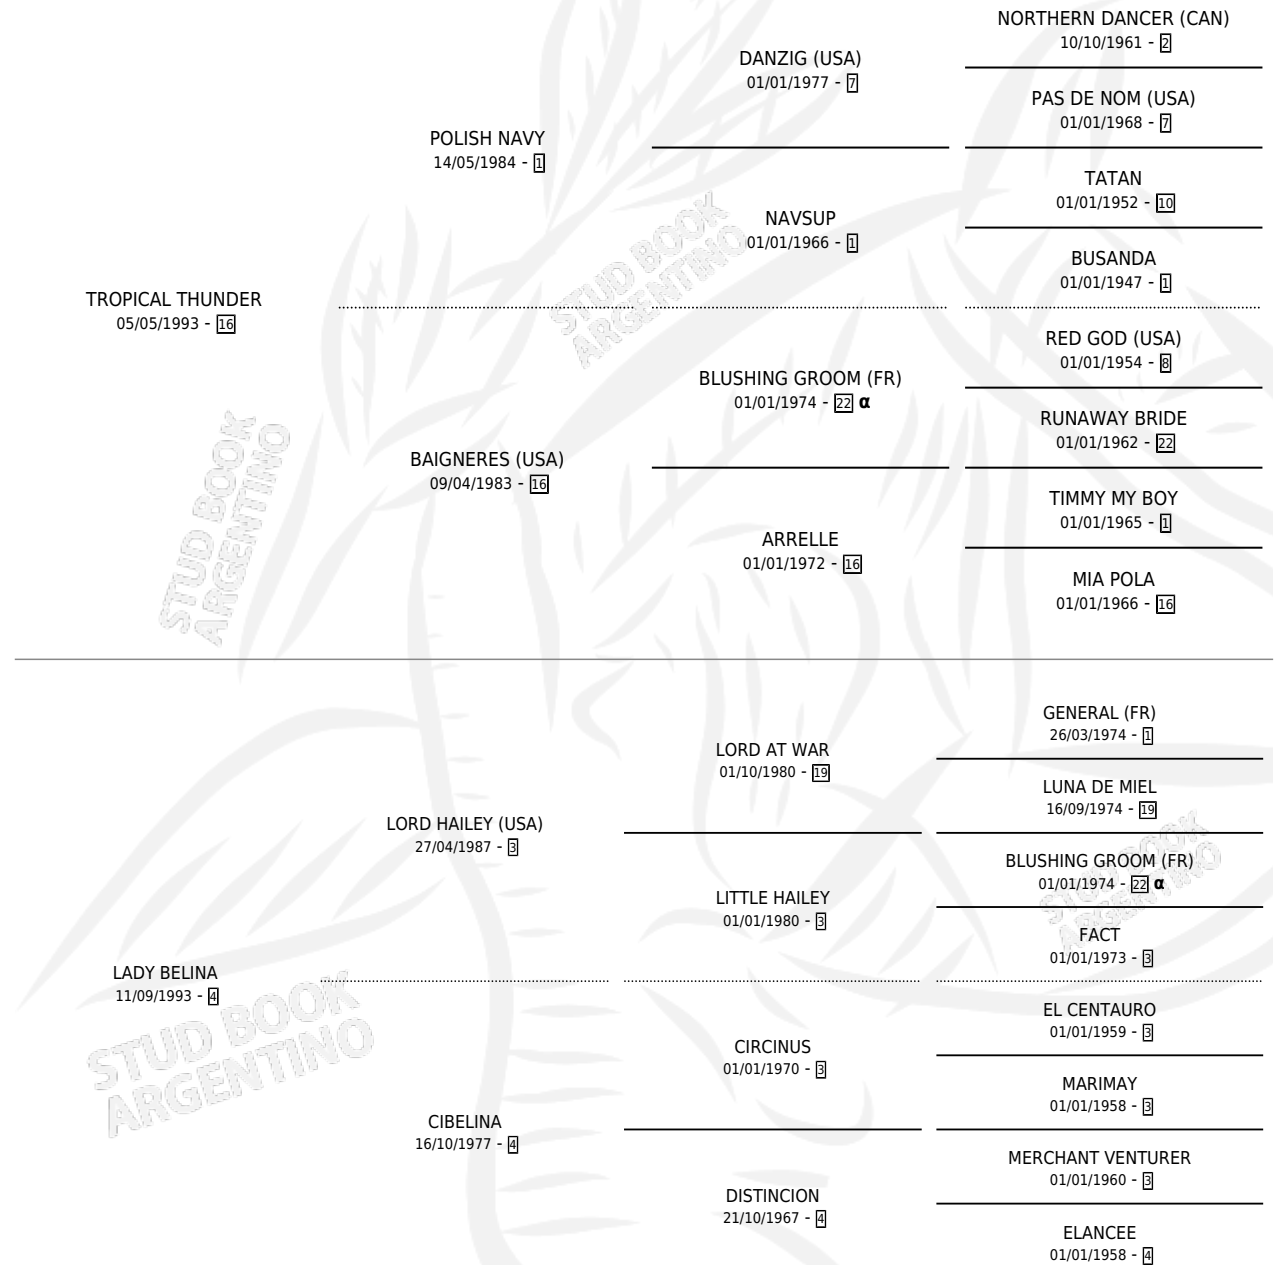 NORTHERN DANCER (CAN)
10/10/1961 - 2
DANZIG (USA)
01/01/1977 - 7
PAS DE NOM (USA)
01/01/1968 - 7
POLISH NAVY
14/05/1984 - 1
TATAN
01/01/1952 - 10
NAVSUP
01/01/1966 - 1
BUSANDA
01/01/1947 - 1
TROPICAL THUNDER
05/05/1993 - 16
RED GOD (USA)
01/01/1954 - 8
BLUSHING GROOM (FR)
01/01/1974 - 22 α
RUNAWAY BRIDE
01/01/1962 - 22
BAIGNERES (USA)
09/04/1983 - 16
TIMMY MY BOY
01/01/1965 - 1
ARRELLE
01/01/1972 - 16
MIA POLA
01/01/1966 - 16
STUD BOOK
ARGENTINO
STUD BOOK
ARGENTINO
GENERAL (FR)
26/03/1974 - 1
LORD AT WAR
01/10/1980 - 19
LUNA DE MIEL
16/09/1974 - 19
LORD HAILEY (USA)
27/04/1987 - 3
BLUSHING GROOM (FR)
01/01/1974 - 22 α
LITTLE HAILEY
01/01/1980 - 3
FACT
01/01/1973 - 3
LADY BELINA
11/09/1993 - 4
EL CENTAURO
01/01/1959 - 3
CIRCINUS
01/01/1970 - 3
MARIMAY
01/01/1958 - 3
CIBELINA
16/10/1977 - 4
MERCHANT VENTURER
01/01/1960 - 3
DISTINCION
21/10/1967 - 4
ELANCEE
01/01/1958 - 4
STUD BOOK
ARGENTINO
STUD BOOK
ARGENTINO